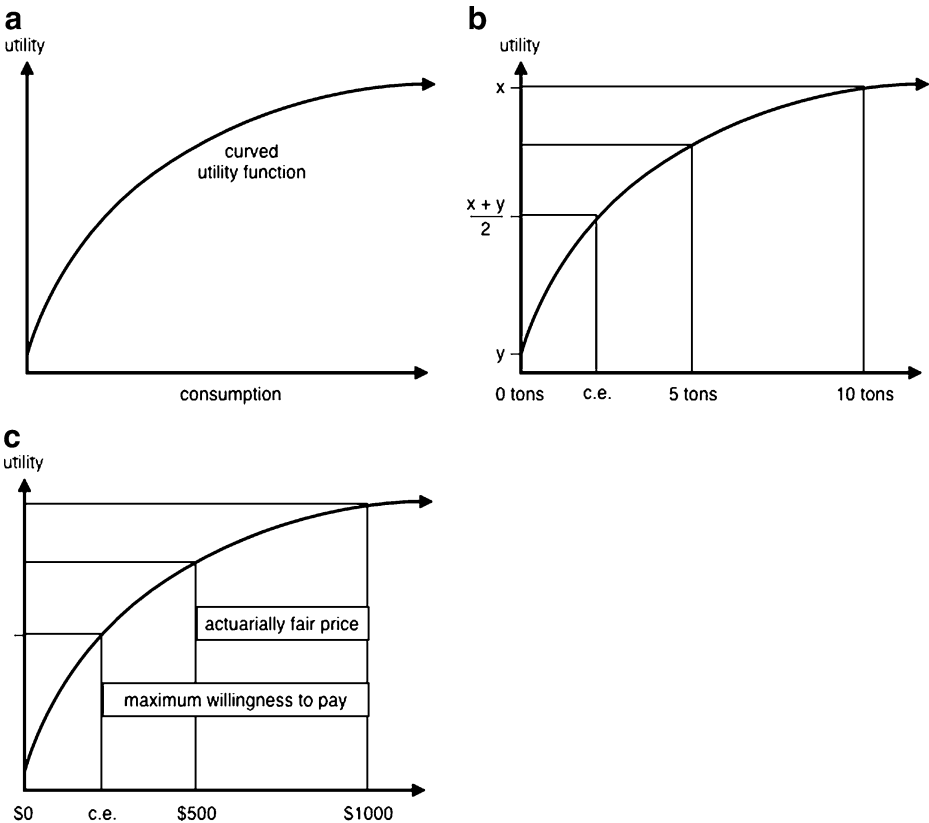 a
utility
curved
utility function
consumption
b
utility
x
x + y
2
y
0 tons c.e. 5 tons 10 tons
c
utility
actuarially fair price
maximum willingness to pay
$0 c.e. $500 $1000